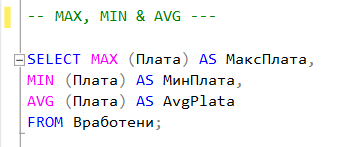 -- MAX, MIN & AVG ---
SELECT MAX (Плата) AS МаксПлата,
MIN (Плата) AS МинПлата,
AVG (Плата) AS AvgPlata
FROM Вработени;